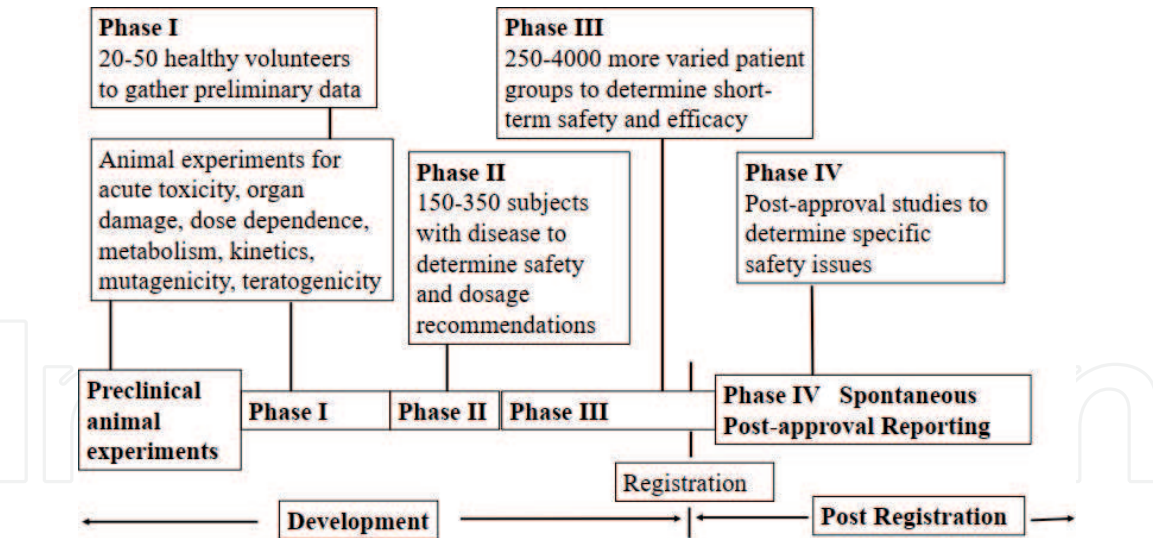 Phase I
20-50 healthy volunteers
to gather preliminary data
Phase III
250-4000 more varied patient
groups to determine short-
term safety and efficacy
Animal experiments for
acute toxicity, organ
damage, dose dependence,
metabolism, kinetics,
mutagenicity, teratogenicity
Phase II
150-350 subjects
with disease to
determine safety
and dosage
recommendations
Phase IV
Post-approval studies to
determine specific
safety issues
Preclinical
animal
experiments
Phase I
Phase II
Phase III
Phase IV Spontaneous
Post-approval Reporting
Registration
Development
Post Registration